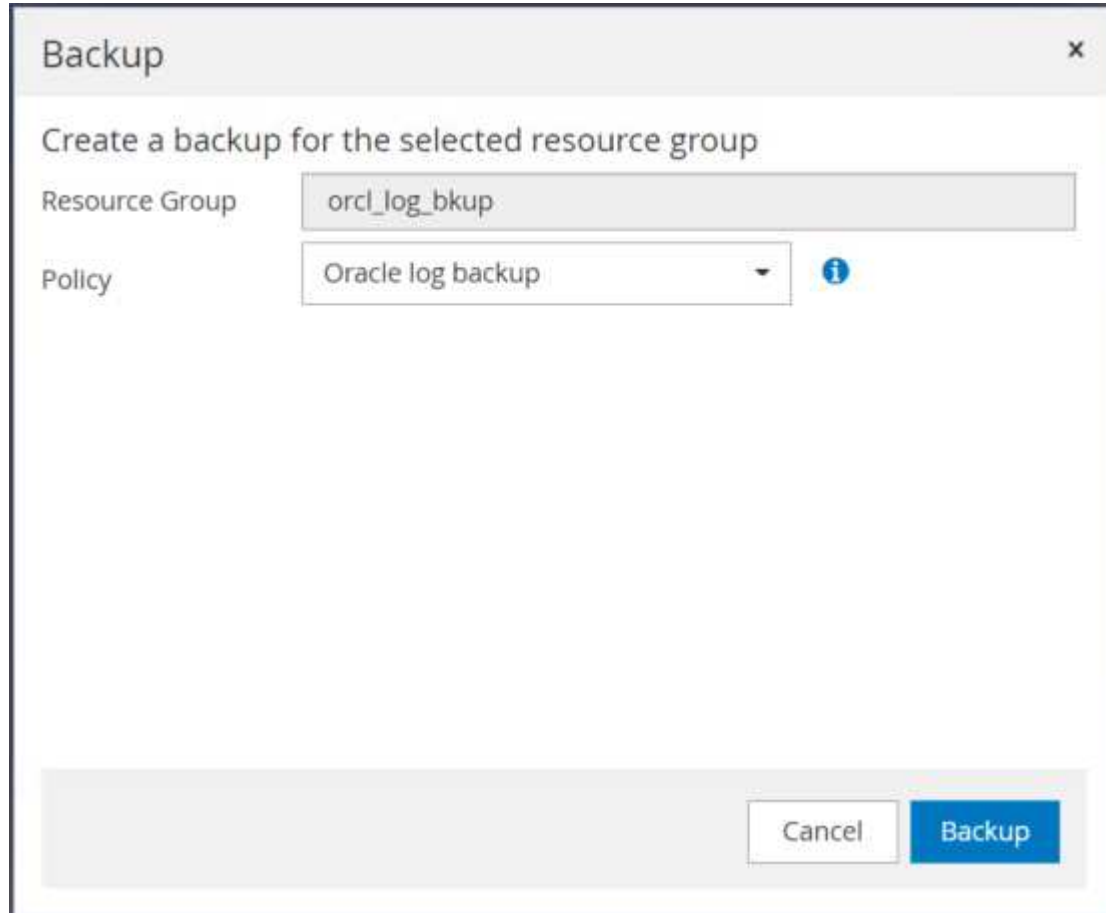 Backup
Create a backup for the selected resource group
Resource Group orcl_log_bkup
Policy Oracle log backup
Cancel Backup